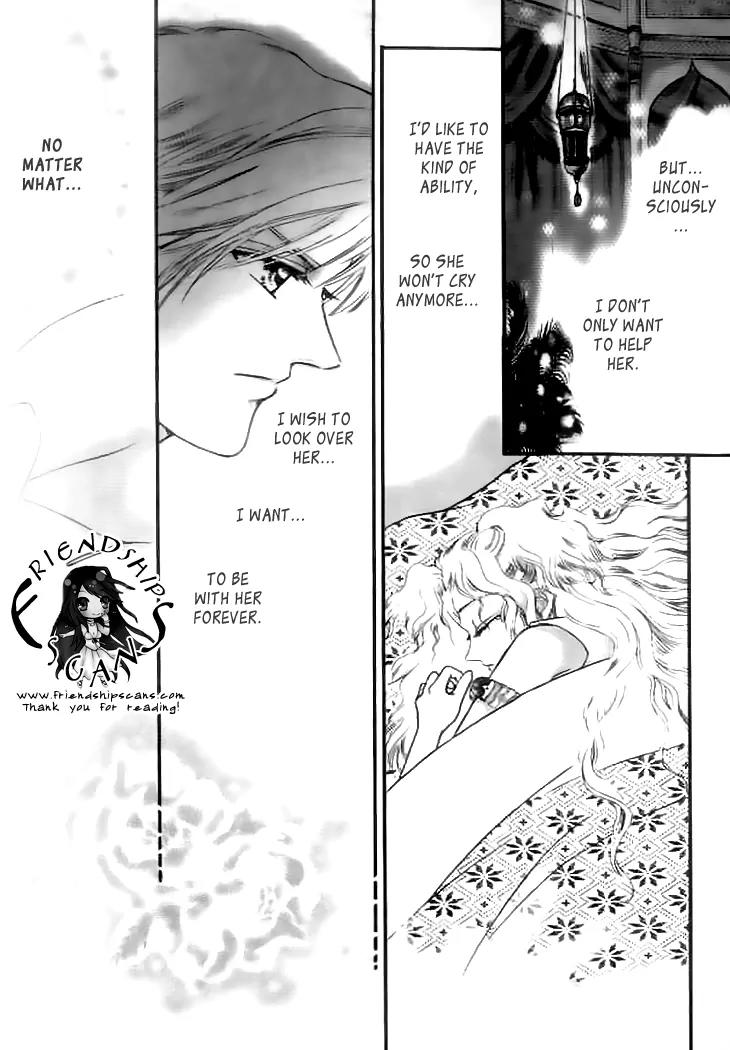 BUT...
UNCON-
SCIOUSLY
...
I DON'T
ONLY WANT
TO HELP
HER.
I'D LIKE TO
HAVE THE
KIND OF
ABILITY,
SO SHE
WON'T CRY
ANYMORE...
I WISH TO
LOOK OVER
HER...
I WANT...
TO BE
WITH HER
FOREVER.
NO
MATTER
WHAT...
FRIENDSHIP'S
SCANS
www.friendshipscans.com
Thank you for reading!